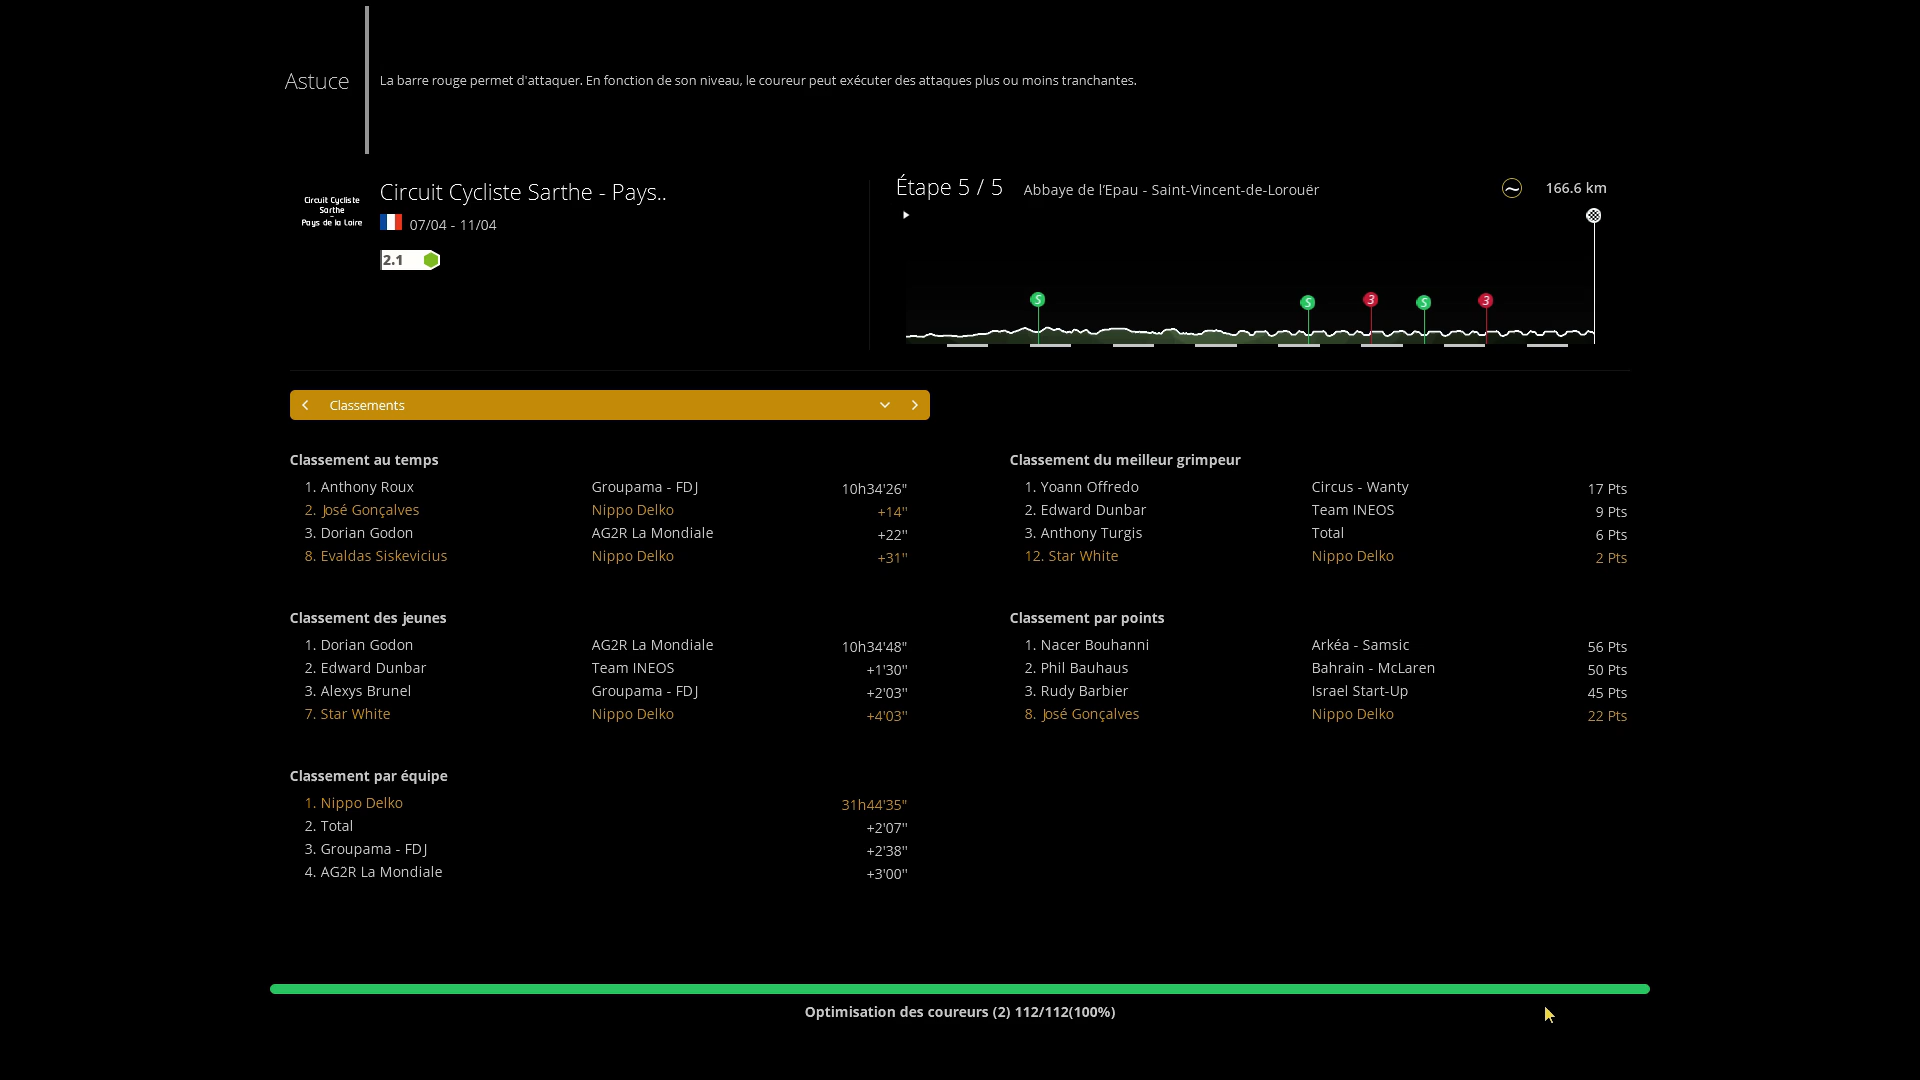 Astuce
La barre rouge permet d'attaquer. En fonction de son niveau, le coureur peut exécuter des attaques plus ou moins tranchantes.
Circuit Cycliste
Sarthe
-
Pays de la Loire
Circuit Cycliste Sarthe - Pays..
07/04 - 11/04
2.1
Étape 5 / 5 Abbaye de l'Epau - Saint-Vincent-de-Lorouër 166.6 km
S S 3 S 3
Classements
Classement au temps
1. Anthony Roux Groupama - FDJ 10h34'26"
2. José Gonçalves Nippo Delko +14''
3. Dorian Godon AG2R La Mondiale +22''
8. Evaldas Siskevicius Nippo Delko +31''
Classement du meilleur grimpeur
1. Yoann Offredo Circus - Wanty 17 Pts
2. Edward Dunbar Team INEOS 9 Pts
3. Anthony Turgis Total 6 Pts
12. Star White Nippo Delko 2 Pts
Classement des jeunes
1. Dorian Godon AG2R La Mondiale 10h34'48"
2. Edward Dunbar Team INEOS +1'30''
3. Alexys Brunel Groupama - FDJ +2'03''
7. Star White Nippo Delko +4'03''
Classement par points
1. Nacer Bouhanni Arkéa - Samsic 56 Pts
2. Phil Bauhaus Bahrain - McLaren 50 Pts
3. Rudy Barbier Israel Start-Up 45 Pts
8. José Gonçalves Nippo Delko 22 Pts
Classement par équipe
1. Nippo Delko 31h44'35"
2. Total +2'07''
3. Groupama - FDJ +2'38''
4. AG2R La Mondiale +3'00''
Optimisation des coureurs (2) 112/112(100%)